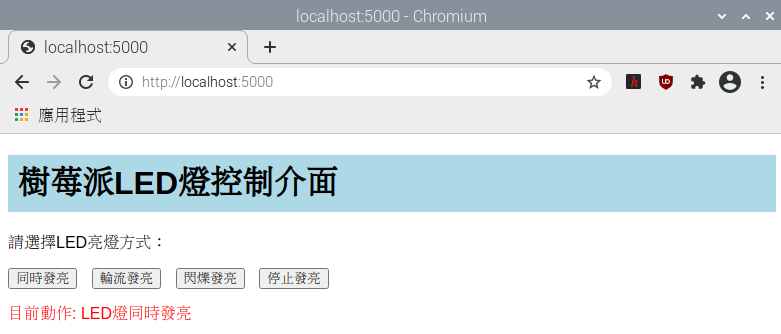 localhost:5000 - Chromium
localhost:5000
http://localhost:5000
應用程式
樹莓派LED燈控制介面
請選擇LED亮燈方式：
同時發亮 輪流發亮 閃爍發亮 停止發亮
目前動作: LED燈同時發亮